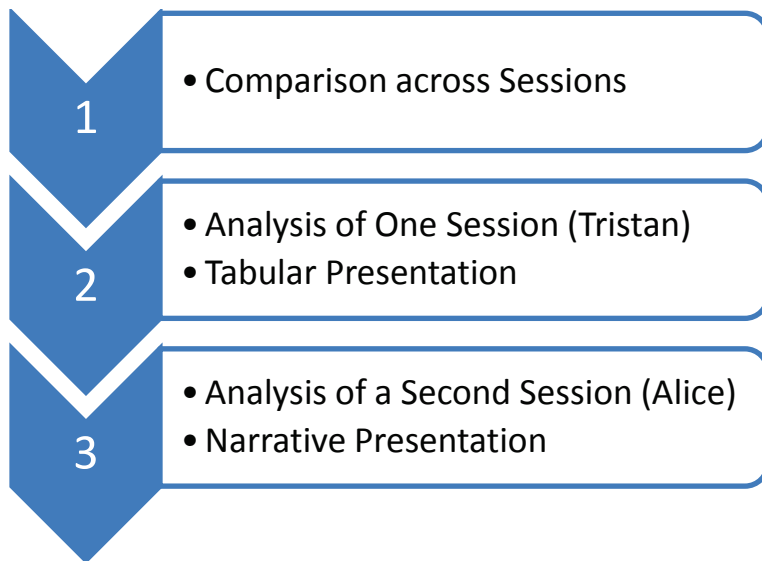 1
• Comparison across Sessions
2
• Analysis of One Session (Tristan)
• Tabular Presentation
3
• Analysis of a Second Session (Alice)
• Narrative Presentation